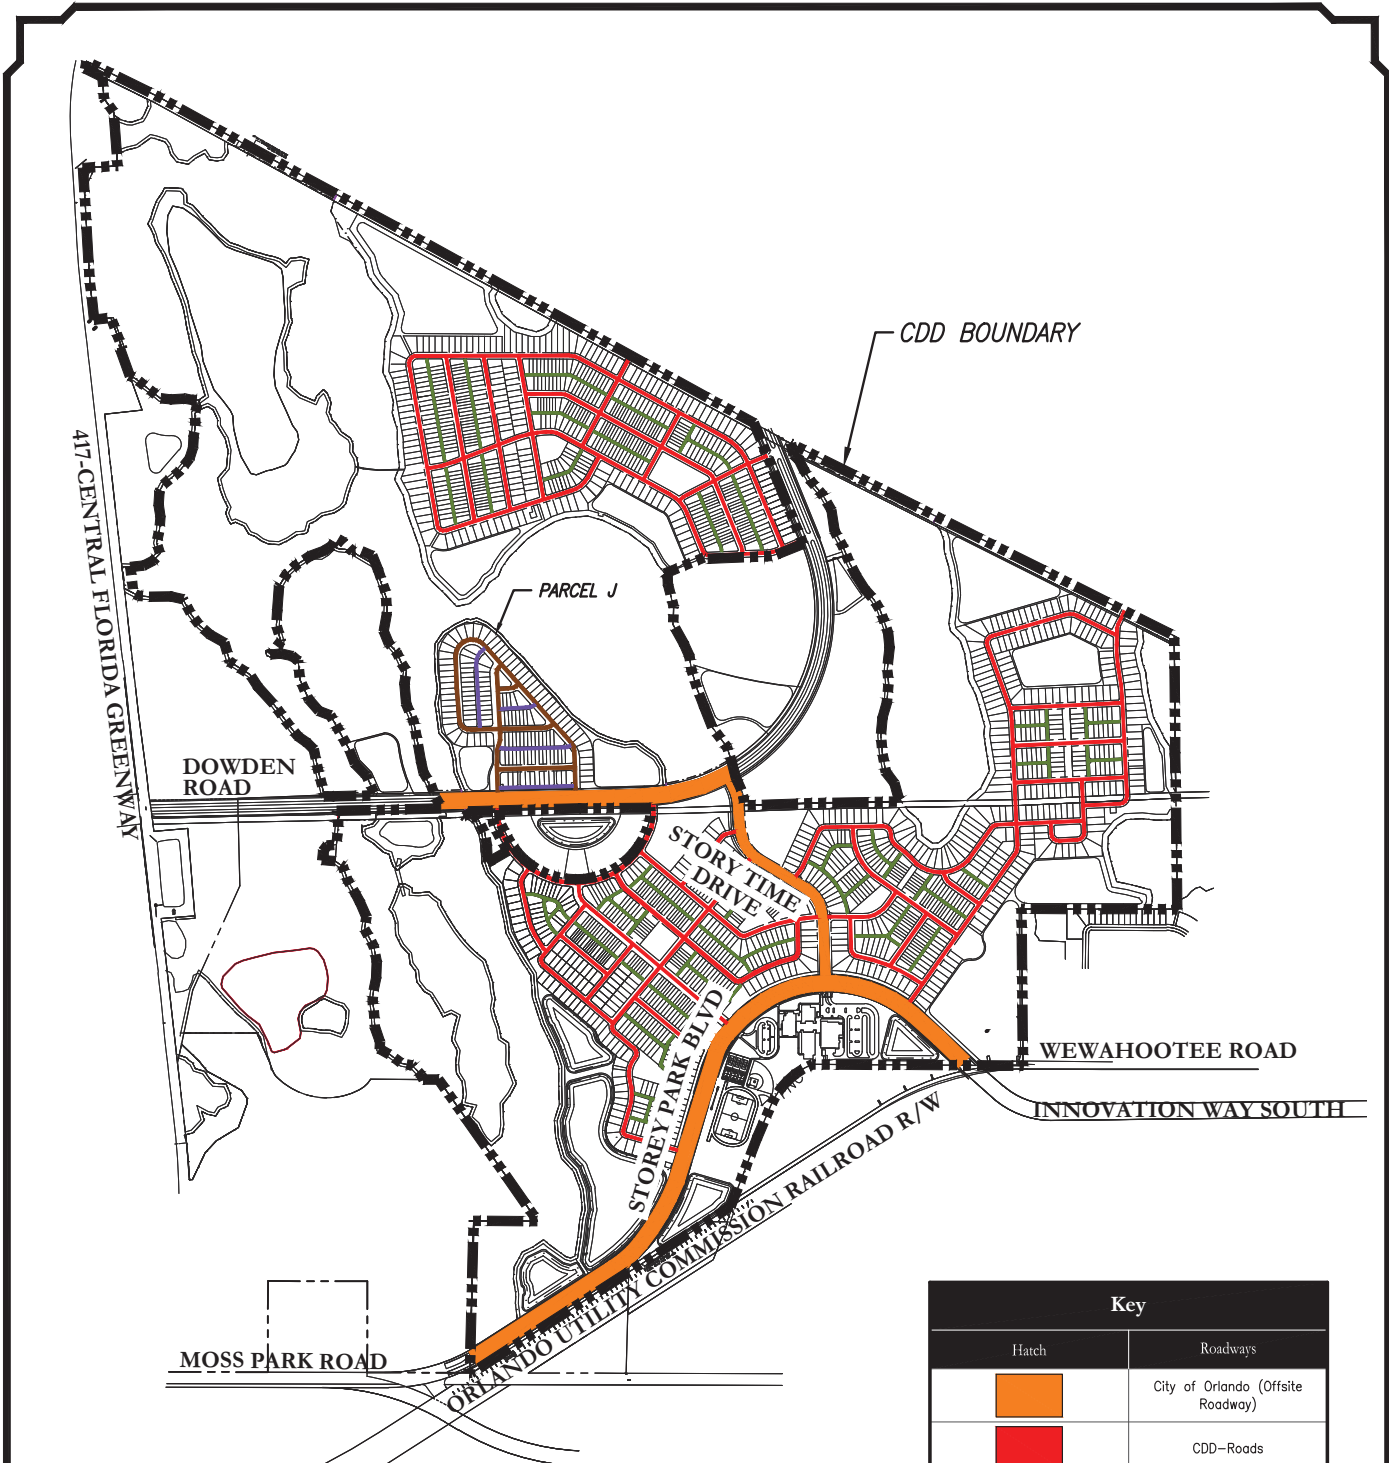 CDD BOUNDARY
417-CENTRAL FLORIDA GREENWAY
PARCEL J
DOWDEN
ROAD
STORY TIME
DRIVE
STOREY PARK BLVD
WEWAHOOTEE ROAD
INNOVATION WAY SOUTH
ORLANDO UTILITY COMMISSION RAILROAD R/W
MOSS PARK ROAD
Key
Hatch
Roadways
City of Orlando (Offsite
Roadway)
CDD-Roads